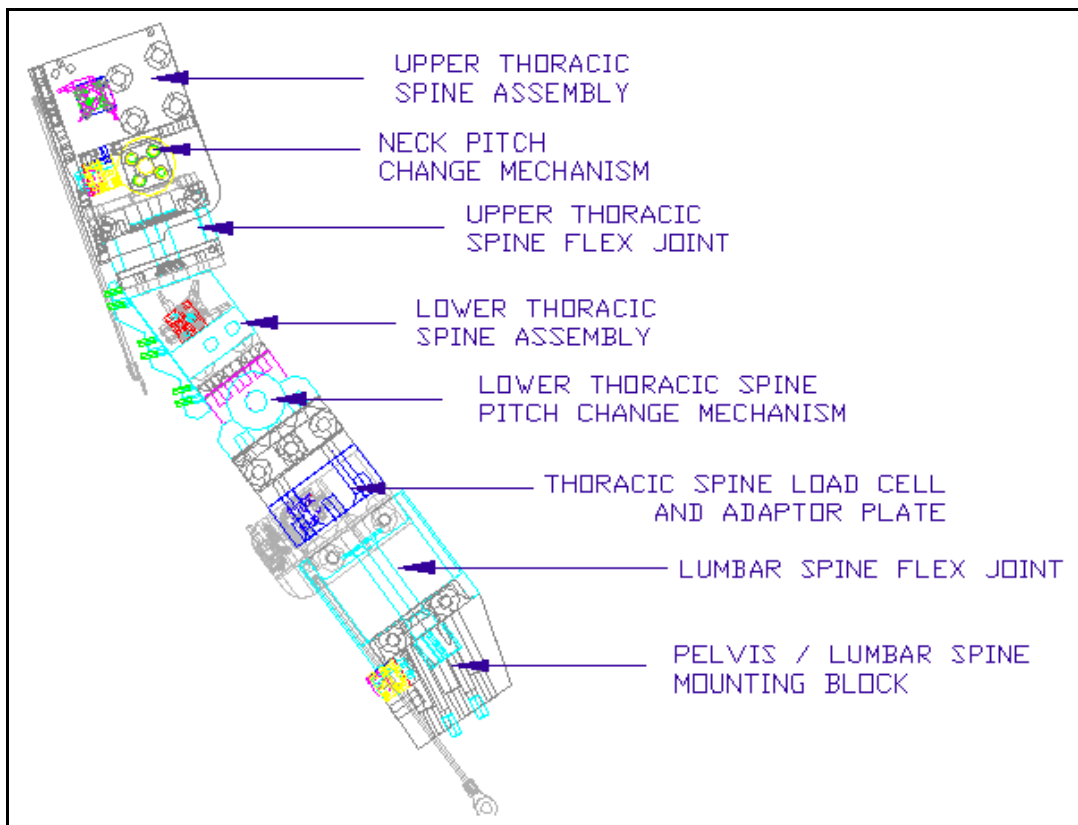 UPPER THORACIC
SPINE ASSEMBLY
NECK PITCH
CHANGE MECHANISM
UPPER THORACIC
SPINE FLEX JOINT
LOWER THORACIC
SPINE ASSEMBLY
LOWER THORACIC SPINE
PITCH CHANGE MECHANISM
THORACIC SPINE LOAD CELL
AND ADAPTOR PLATE
LUMBAR SPINE FLEX JOINT
PELVIS / LUMBAR SPINE
MOUNTING BLOCK